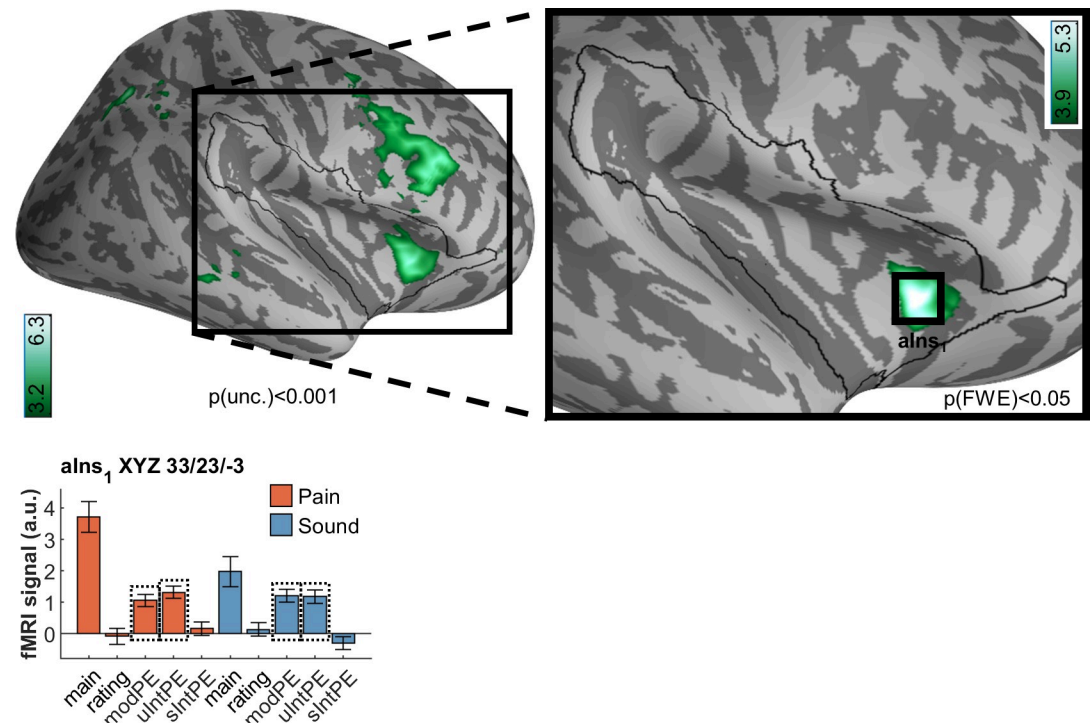 3.2 6.3
p(unc.)<0.001
3.9 5.3
aIns1
p(FWE)<0.05
aIns1 XYZ 33/23/-3
Pain
Sound
fMRI signal (a.u.)
4
3
2
1
0
main rating modPE uIntPE sIntPE main rating modPE uIntPE sIntPE